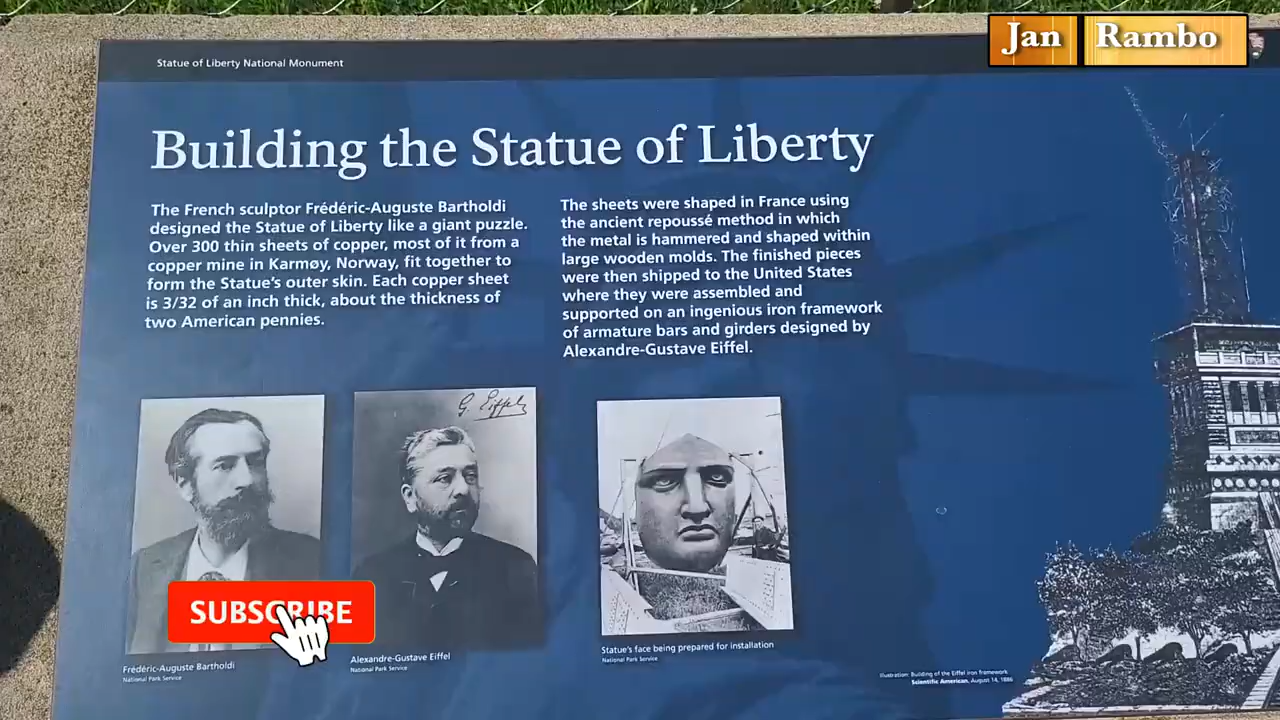 Jan Rambo
Statue of Liberty National Monument
Building the Statue of Liberty
The French sculptor Frédéric-Auguste Bartholdi
designed the Statue of Liberty like a giant puzzle.
Over 300 thin sheets of copper, most of it from a
copper mine in Karmøy, Norway, fit together to
form the Statue's outer skin. Each copper sheet
is 3/32 of an inch thick, about the thickness of
two American pennies.
The sheets were shaped in France using
the ancient repoussé method in which
the metal is hammered and shaped within
large wooden molds. The finished pieces
were then shipped to the United States
where they were assembled and
supported on an ingenious iron framework
of armature bars and girders designed by
Alexandre-Gustave Eiffel.
G. Eiffel
SUBSCRIBE
Frédéric-Auguste Bartholdi
National Park Service
Alexandre-Gustave Eiffel
National Park Service
Statue's face being prepared for installation
National Park Service
Illustration: Building of the Eiffel iron framework
Scientific American, August 14, 1886